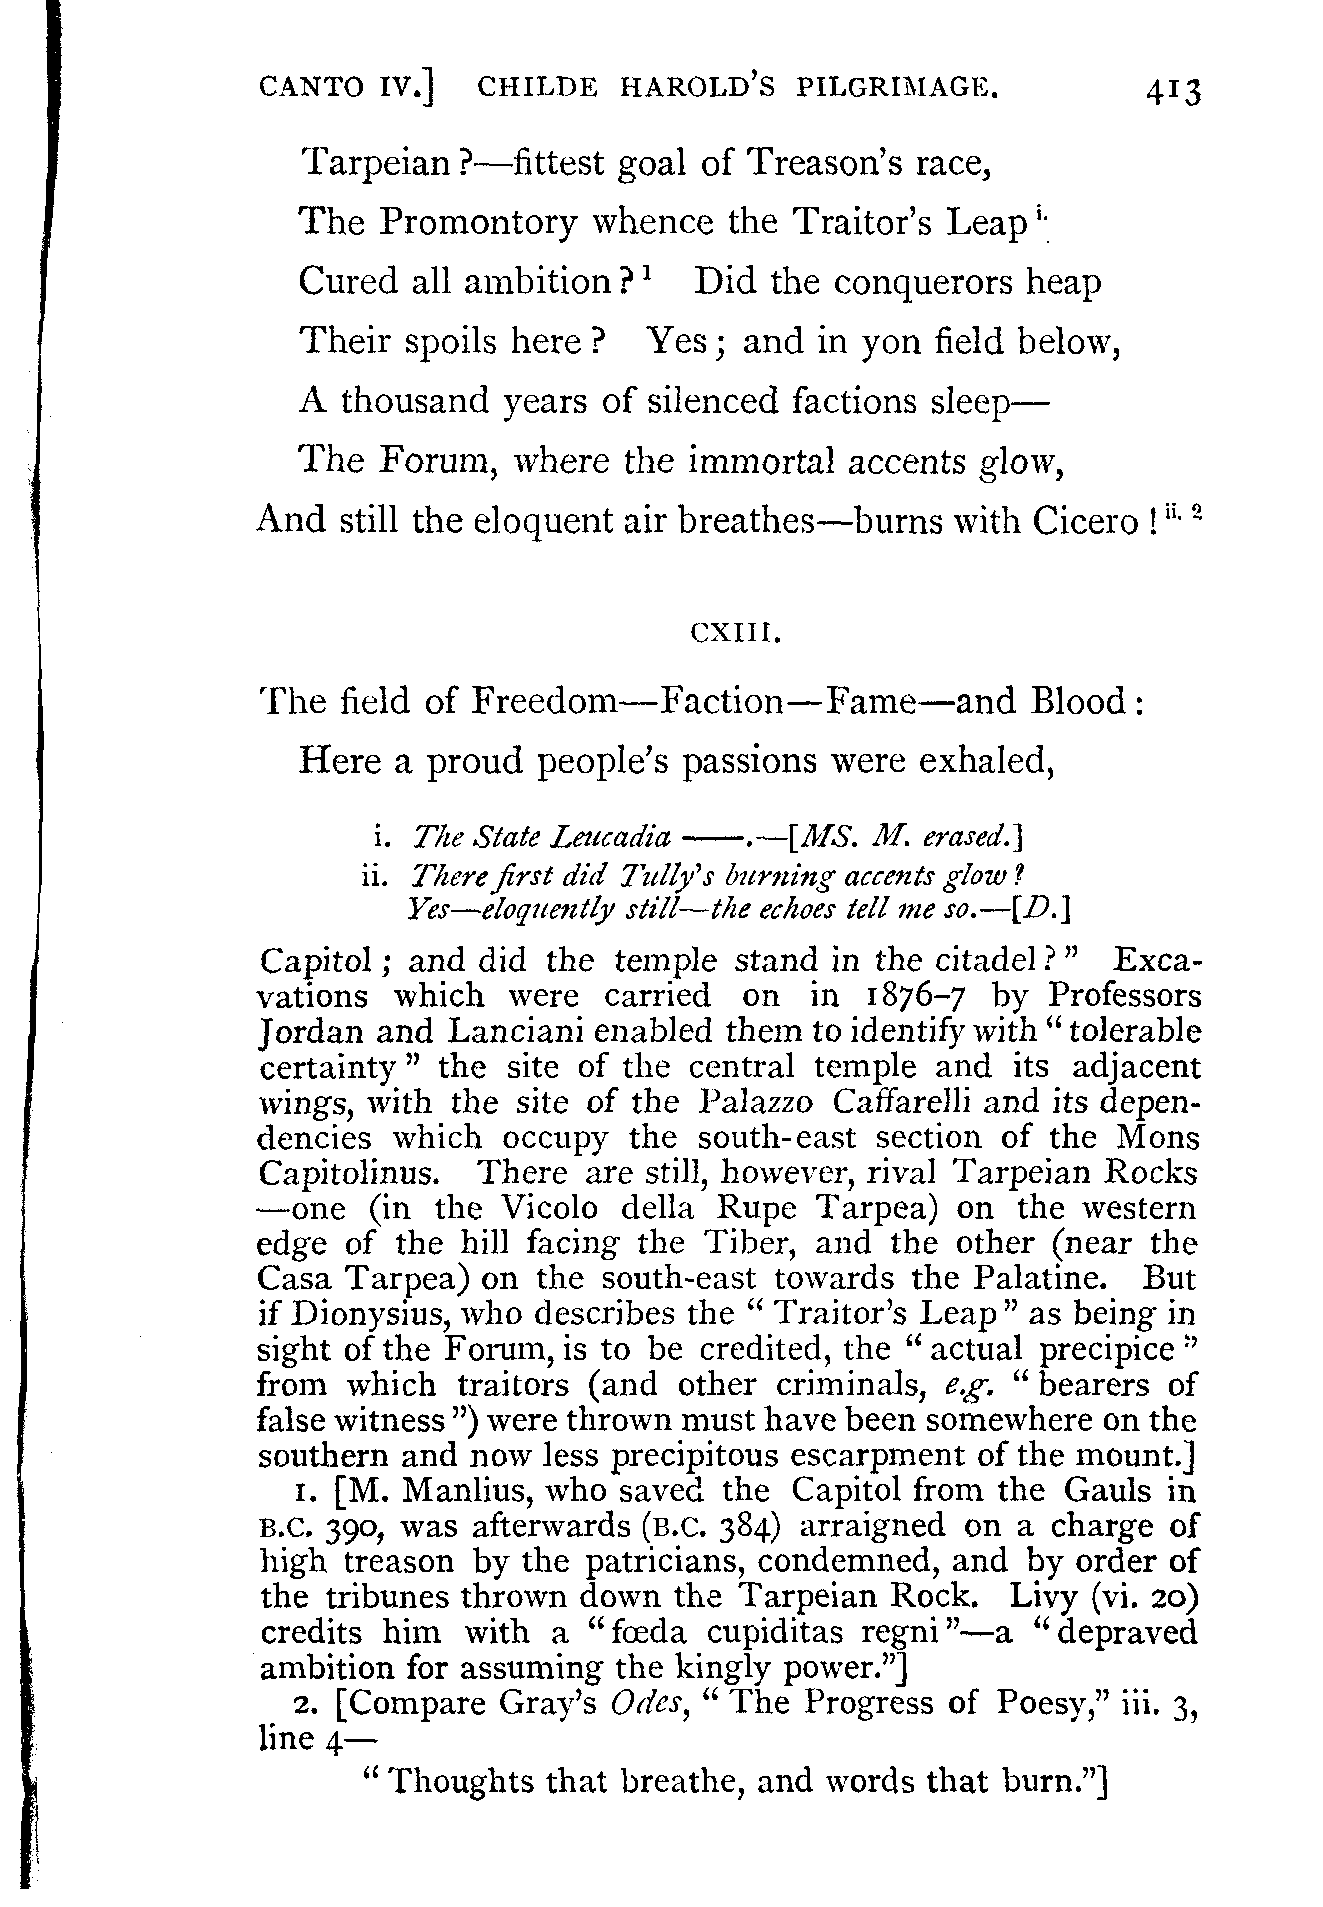 CANTO IV.] CHILDE HAROLD'S PILGRIMAGE. 413
Tarpeian ?—fittest goal of Treason's race,
The Promontory whence the Traitor's Leap i.
Cured all ambition ? 1 Did the conquerors heap
Their spoils here ? Yes ; and in yon field below,
A thousand years of silenced factions sleep—
The Forum, where the immortal accents glow,
And still the eloquent air breathes—burns with Cicero ! ii. 2
CXIII.
The field of Freedom—Faction—Fame—and Blood :
Here a proud people's passions were exhaled,
i. The State Leucadia ——.—[MS. M. erased.]
ii. There first did Tully's burning accents glow ?
Yes—eloquently still—the echoes tell me so.—[D.]
Capitol ; and did the temple stand in the citadel ? " Exca-
vations which were carried on in 1876-7 by Professors
Jordan and Lanciani enabled them to identify with " tolerable
certainty " the site of the central temple and its adjacent
wings, with the site of the Palazzo Caffarelli and its depen-
dencies which occupy the south-east section of the Mons
Capitolinus. There are still, however, rival Tarpeian Rocks
—one (in the Vicolo della Rupe Tarpea) on the western
edge of the hill facing the Tiber, and the other (near the
Casa Tarpea) on the south-east towards the Palatine. But
if Dionysius, who describes the " Traitor's Leap " as being in
sight of the Forum, is to be credited, the " actual precipice "
from which traitors (and other criminals, e.g. " bearers of
false witness ") were thrown must have been somewhere on the
southern and now less precipitous escarpment of the mount.]
1. [M. Manlius, who saved the Capitol from the Gauls in
B.C. 390, was afterwards (B.C. 384) arraigned on a charge of
high treason by the patricians, condemned, and by order of
the tribunes thrown down the Tarpeian Rock. Livy (vi. 20)
credits him with a " fœda cupiditas regni "—a " depraved
ambition for assuming the kingly power."]
2. [Compare Gray's Odes, " The Progress of Poesy," iii. 3,
line 4—
" Thoughts that breathe, and words that burn."]